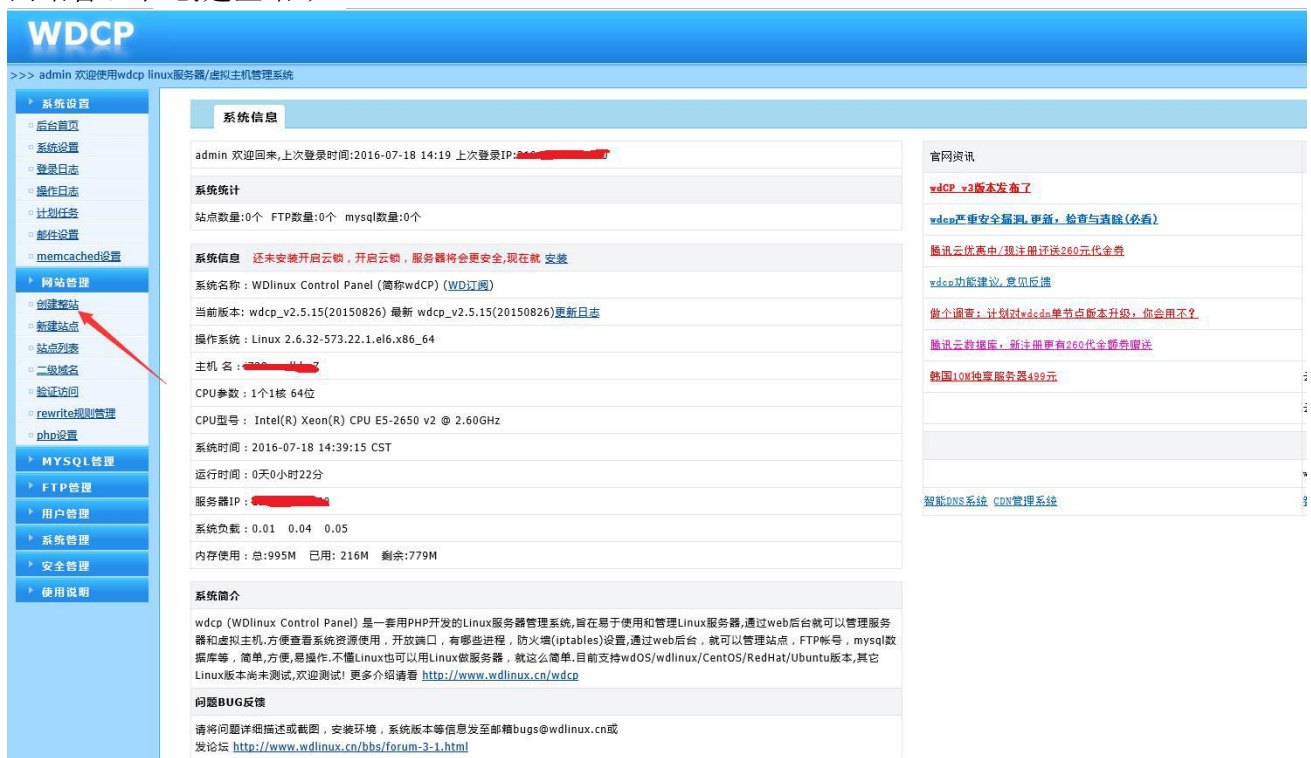 WDCP
>>> admin 欢迎使用wdcp linux服务器/虚拟主机管理系统
系统设置
后台首页
系统设置
登录日志
操作日志
计划任务
邮件设置
memcached设置
网站管理
创建整站
新建站点
站点列表
二级域名
验证访问
rewrite规则管理
php设置
MYSQL管理
FTP管理
用户管理
系统管理
安全管理
使用说明
系统信息
admin 欢迎回来,上次登录时间:2016-07-18 14:19 上次登录IP:
系统统计
站点数量:0个 FTP数量:0个 mysql数量:0个
系统信息 还未安装开启云锁，开启云锁，服务器将会更安全,现在就 安装
系统名称：WDlinux Control Panel (简称wdCP) (WD订阅)
当前版本: wdcp_v2.5.15(20150826) 最新 wdcp_v2.5.15(20150826)更新日志
操作系统：Linux 2.6.32-573.22.1.el6.x86_64
主机 名：
CPU参数：1个1核 64位
CPU型号： Intel(R) Xeon(R) CPU E5-2650 v2 @ 2.60GHz
系统时间：2016-07-18 14:39:15 CST
运行时间：0天0小时22分
服务器IP：
系统负载：0.01 0.04 0.05
内存使用：总:995M 已用: 216M 剩余:779M
系统简介
wdcp (WDlinux Control Panel) 是一套用PHP开发的Linux服务器管理系统,旨在易于使用和管理Linux服务器,通过web后台就可以管理服务
器和虚拟主机.方便查看系统资源使用，开放端口，有哪些进程，防火墙(iptables)设置,通过web后台，就可以管理站点，FTP帐号，mysql数
据库等，简单,方便,易操作.不懂Linux也可以用Linux做服务器，就这么简单.目前支持wdOS/wdlinux/CentOS/RedHat/Ubuntu版本,其它
Linux版本尚未测试,欢迎测试! 更多介绍请看 http://www.wdlinux.cn/wdcp
问题BUG反馈
请将问题详细描述或截图，安装环境，系统版本等信息发至邮箱bugs@wdlinux.cn或
发论坛 http://www.wdlinux.cn/bbs/forum-3-1.html
官网资讯
wdCP v3版本发布了
wdcp严重安全漏洞,更新，检查与清除(必看)
腾讯云优惠中/现注册还送260元代金券
wdcp功能建议,意见反馈
做个调查：计划对wdcdn单节点版本升级，你会用不?
腾讯云数据库，新注册更有260代金额券赠送
韩国10M独享服务器499元
智能DNS系统 CDN管理系统